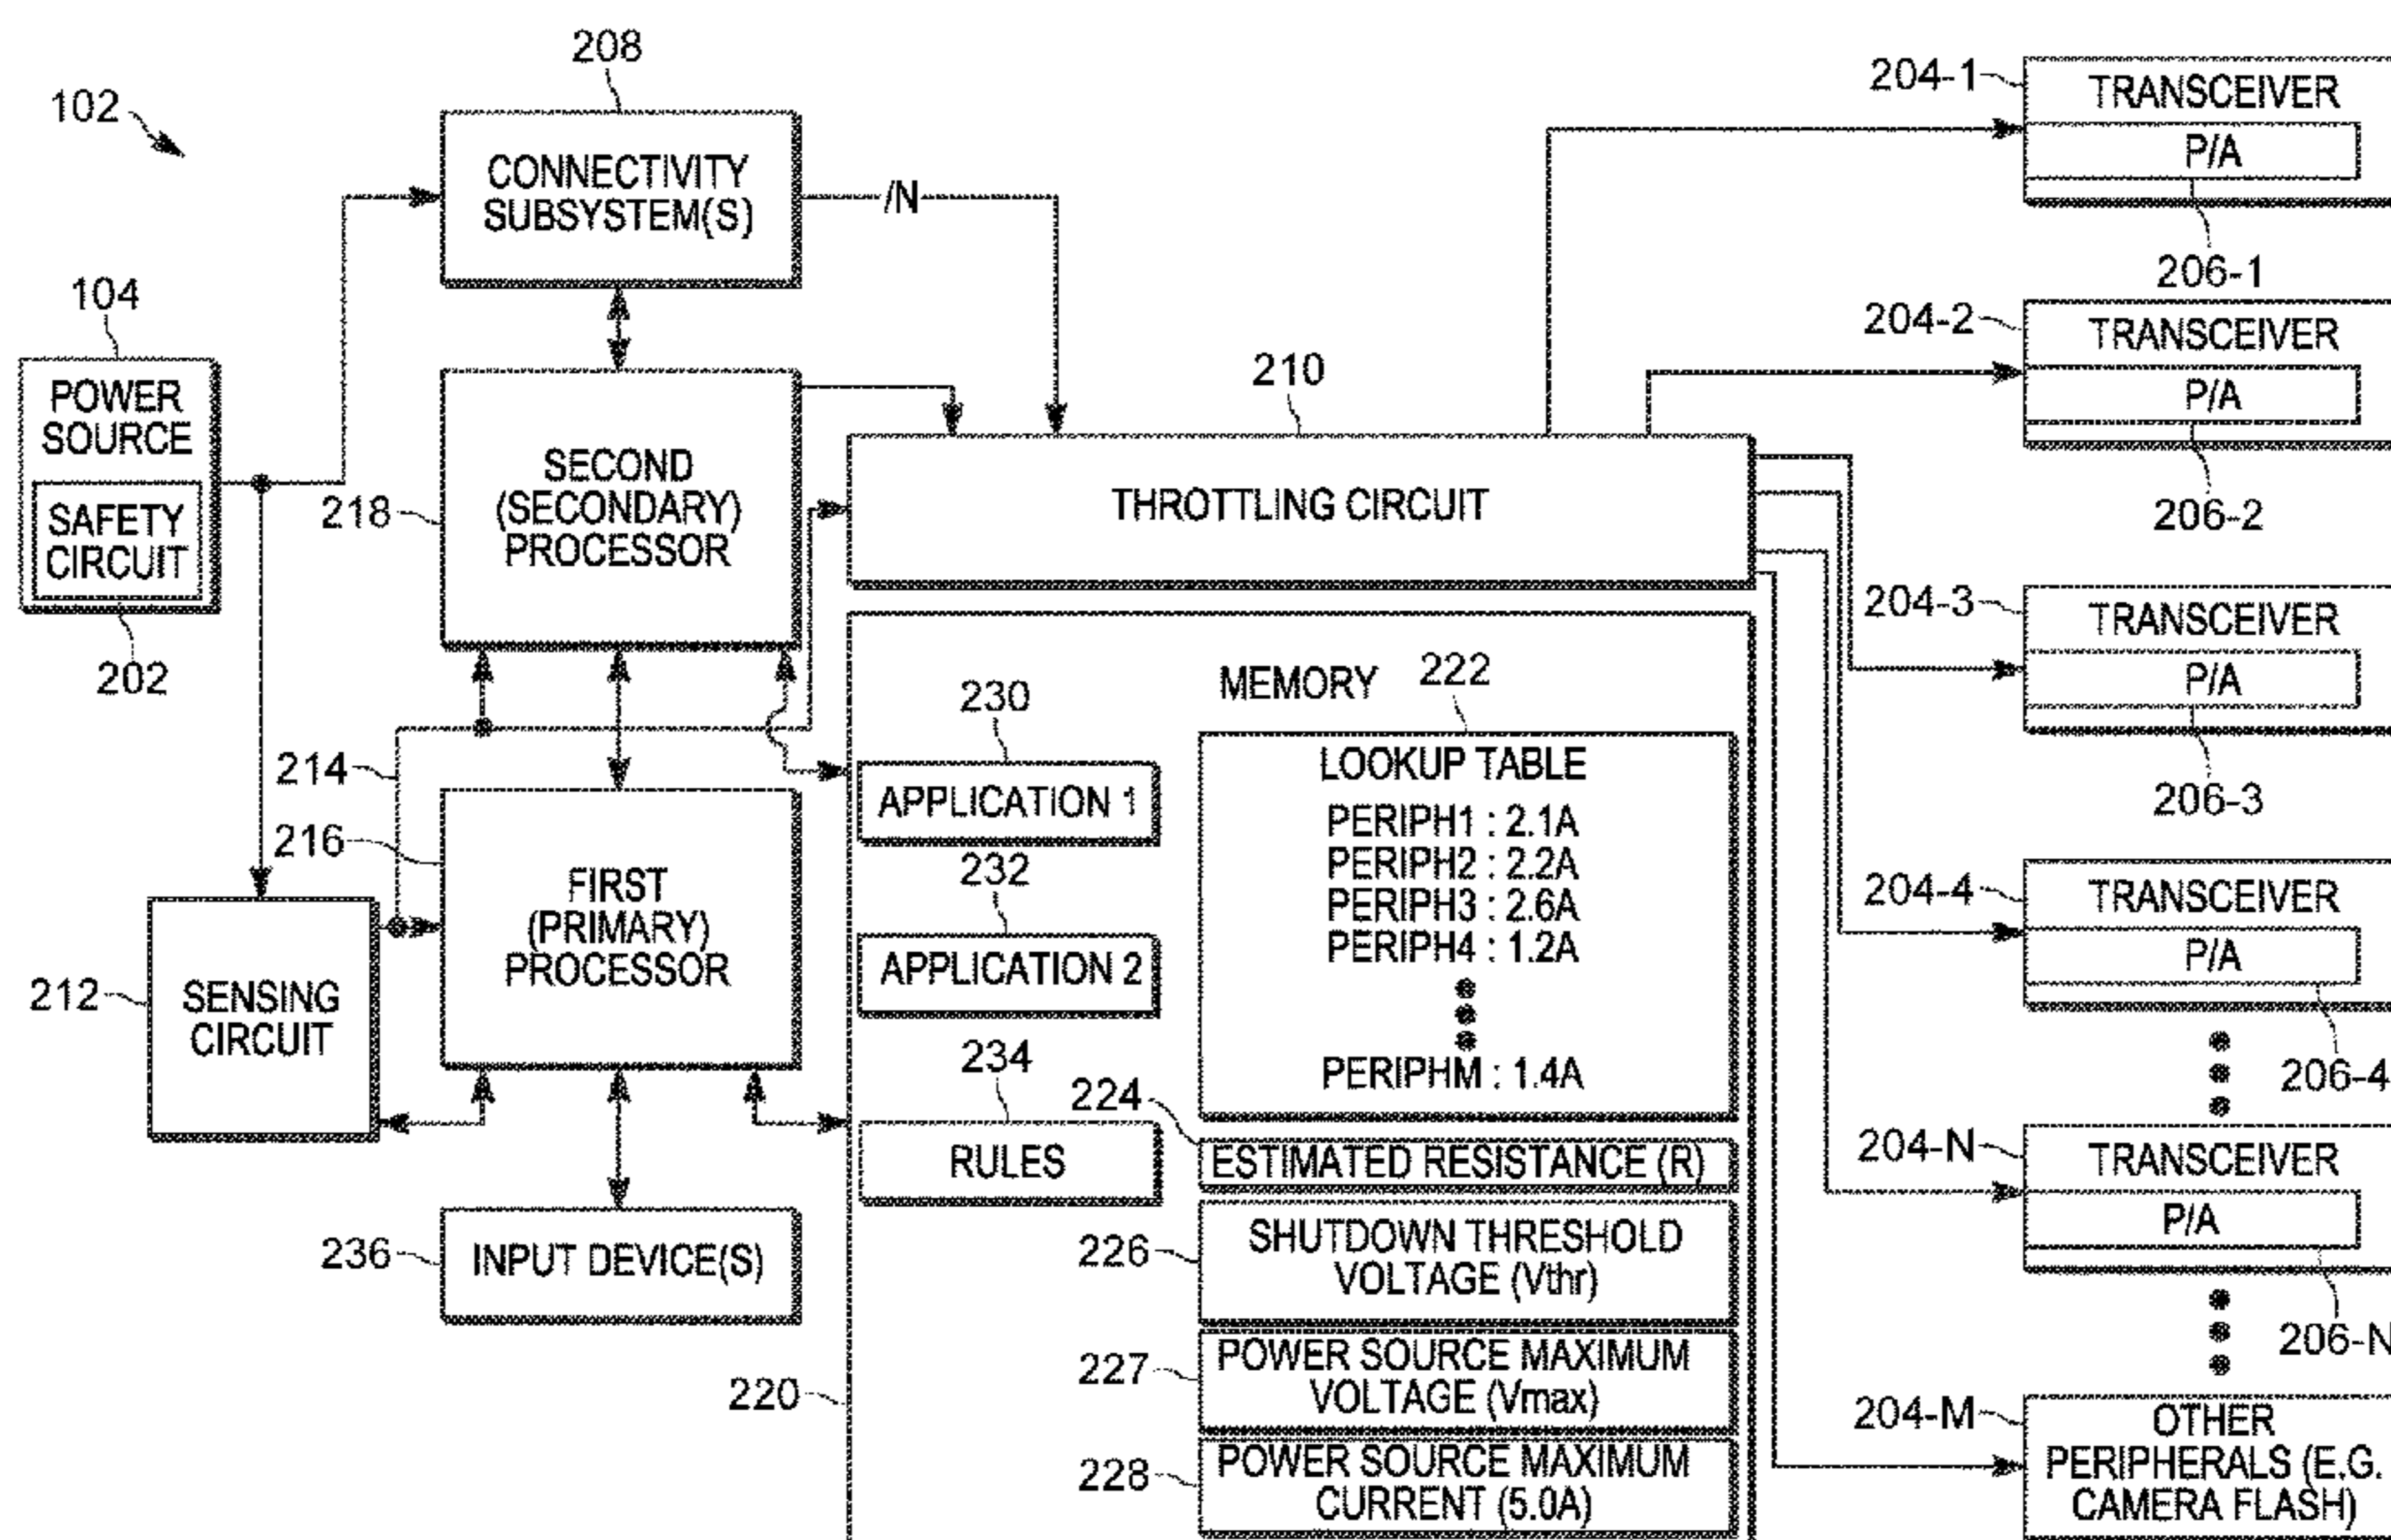 208
102
CONNECTIVITY
SUBSYSTEM(S)
/N
104
POWER
SOURCE
SAFETY
CIRCUIT
202
218
SECOND
(SECONDARY)
PROCESSOR
210
THROTTLING CIRCUIT
214
216
FIRST
(PRIMARY)
PROCESSOR
212
SENSING
CIRCUIT
236
INPUT DEVICE(S)
220
MEMORY
230
APPLICATION 1
232
APPLICATION 2
234
RULES
222
LOOKUP TABLE
PERIPH1 : 2.1A
PERIPH2 : 2.2A
PERIPH3 : 2.6A
PERIPH4 : 1.2A
PERIPHM : 1.4A
224
ESTIMATED RESISTANCE (R)
226
SHUTDOWN THRESHOLD
VOLTAGE (Vthr)
227
POWER SOURCE MAXIMUM
VOLTAGE (Vmax)
228
POWER SOURCE MAXIMUM
CURRENT (5.0A)
204-1
TRANSCEIVER
P/A
206-1
204-2
TRANSCEIVER
P/A
206-2
204-3
TRANSCEIVER
P/A
206-3
204-4
TRANSCEIVER
P/A
206-4
204-N
TRANSCEIVER
P/A
206-N
204-M
OTHER
PERIPHERALS (E.G.
CAMERA FLASH)